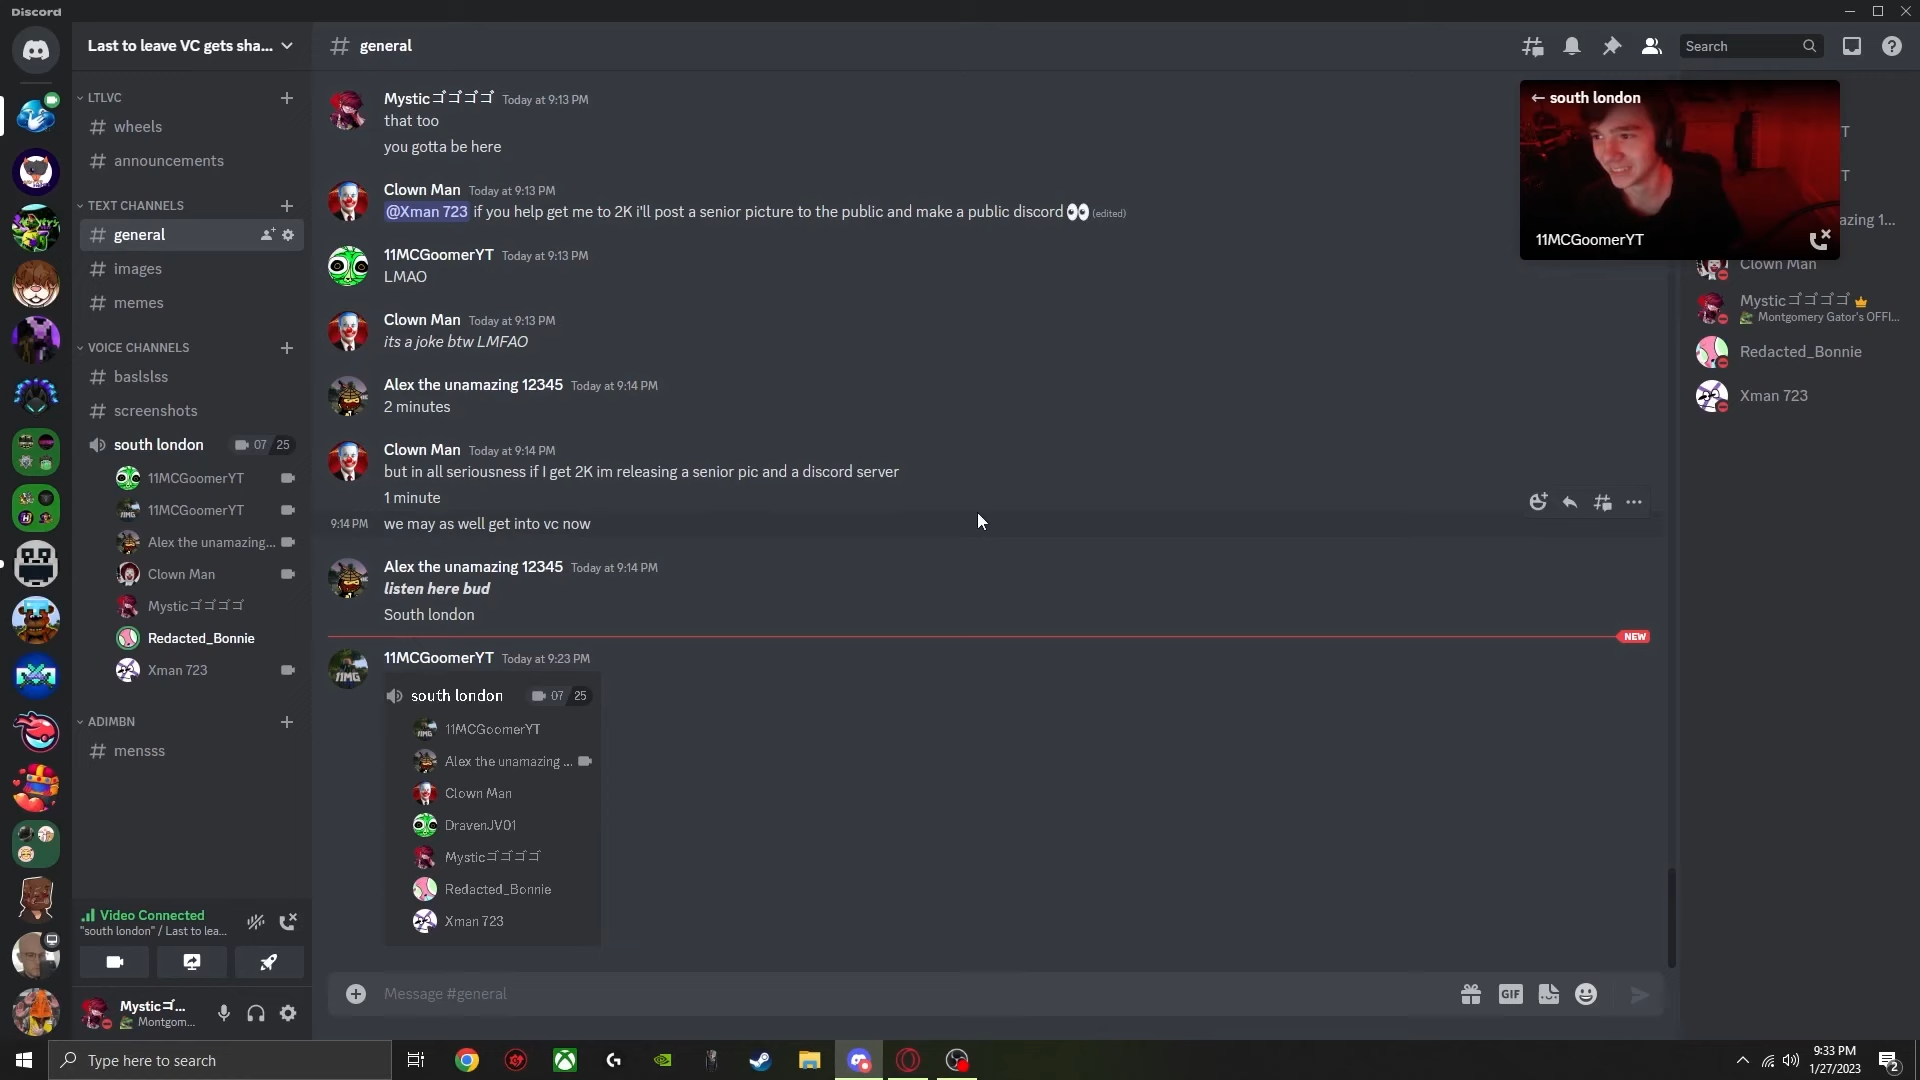 Discord
Last to leave VC gets sha...
LTLVC
wheels
announcements
TEXT CHANNELS
general
images
memes
VOICE CHANNELS
baslslss
screenshots
south london
07 25
11MCGoomerYT
11MCGoomerYT
Alex the unamazing...
Clown Man
Mysticゴゴゴゴ
Redacted_Bonnie
Xman 723
ADIMBN
mensss
Video Connected
"south london" / Last to lea...
Mysticゴ...
Montgom...
general
Search
Mysticゴゴゴゴ Today at 9:13 PM
that too
you gotta be here
Clown Man Today at 9:13 PM
@Xman 723 if you help get me to 2K i'll post a senior picture to the public and make a public discord 👀 (edited)
11MCGoomerYT Today at 9:13 PM
LMAO
Clown Man Today at 9:13 PM
its a joke btw LMFAO
Alex the unamazing 12345 Today at 9:14 PM
2 minutes
Clown Man Today at 9:14 PM
but in all seriousness if I get 2K im releasing a senior pic and a discord server
1 minute
9:14 PM we may as well get into vc now
Alex the unamazing 12345 Today at 9:14 PM
listen here bud
South london
NEW
11MCGoomerYT Today at 9:23 PM
11MG
south london 07 25
11MCGoomerYT
Alex the unamazing ...
Clown Man
DravenJV01
Mysticゴゴゴゴ
Redacted_Bonnie
Xman 723
Message #general
GIF
south london
11MCGoomerYT
T
T
azing 1...
Clown Man
Mysticゴゴゴゴ
Montgomery Gator's OFFI...
Redacted_Bonnie
Xman 723
Type here to search
9:33 PM
1/27/2023
2